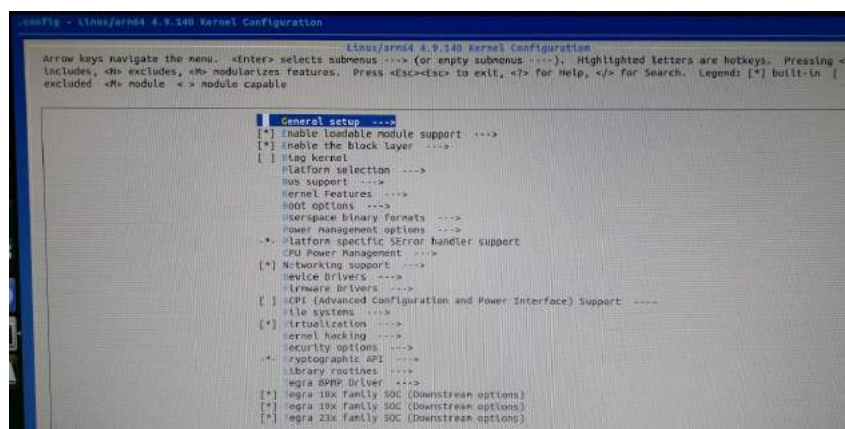 .config - Linux/arm64 4.9.140 Kernel Configuration
Linux/arm64 4.9.140 Kernel Configuration
Arrow keys navigate the menu. <Enter> selects submenus ---> (or empty submenus ----). Highlighted letters are hotkeys. Pressing <
includes, <N> excludes, <M> modularizes features. Press <Esc><Esc> to exit, <?> for Help, </> for Search. Legend: [*] built-in [
excluded <M> module < > module capable
General setup --->
[*] Enable loadable module support --->
[*] Enable the block layer --->
[ ] Diag kernel
Platform selection --->
Bus support --->
Kernel Features --->
Boot options --->
Userspace binary formats --->
Power management options --->
-*- Platform specific SError handler support
CPU Power Management --->
[*] Networking support --->
Device Drivers --->
Firmware Drivers --->
[ ] ACPI (Advanced Configuration and Power Interface) Support ----
File systems --->
[*] Virtualization --->
Kernel hacking --->
Security options --->
-*- Cryptographic API --->
Library routines --->
Tegra BPMP Driver --->
[*] Tegra 18x family SOC (Downstream options)
[*] Tegra 19x family SOC (Downstream options)
[*] Tegra 23x family SOC (Downstream options)